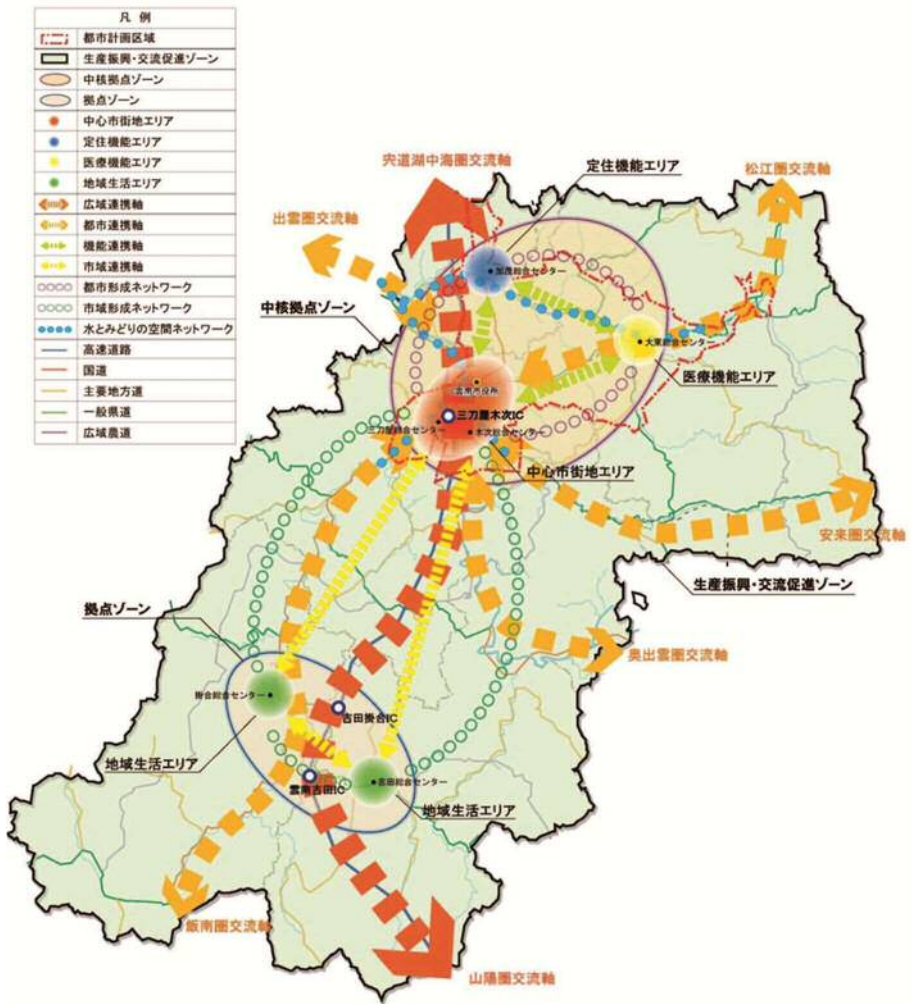 凡 例
都市計画区域
生産振興・交流促進ゾーン
中核拠点ゾーン
拠点ゾーン
中心市街地エリア
定住機能エリア
医療機能エリア
地域生活エリア
広域連携軸
都市連携軸
機能連携軸
市域連携軸
都市形成ネットワーク
市域形成ネットワーク
水とみどりの空間ネットワーク
高速道路
国道
主要地方道
一般県道
広域農道
宍道湖中海圏交流軸
定住機能エリア
松江圏交流軸
出雲圏交流軸
加茂総合センター
中核拠点ゾーン
大東総合センター
医療機能エリア
雲南市役所
三刀屋木次IC
三刀屋総合センター
木次総合センター
中心市街地エリア
安来圏交流軸
生産振興・交流促進ゾーン
拠点ゾーン
奥出雲圏交流軸
掛合総合センター
吉田掛合IC
地域生活エリア
雲南吉田IC
吉田総合センター
地域生活エリア
飯南圏交流軸
山陽圏交流軸